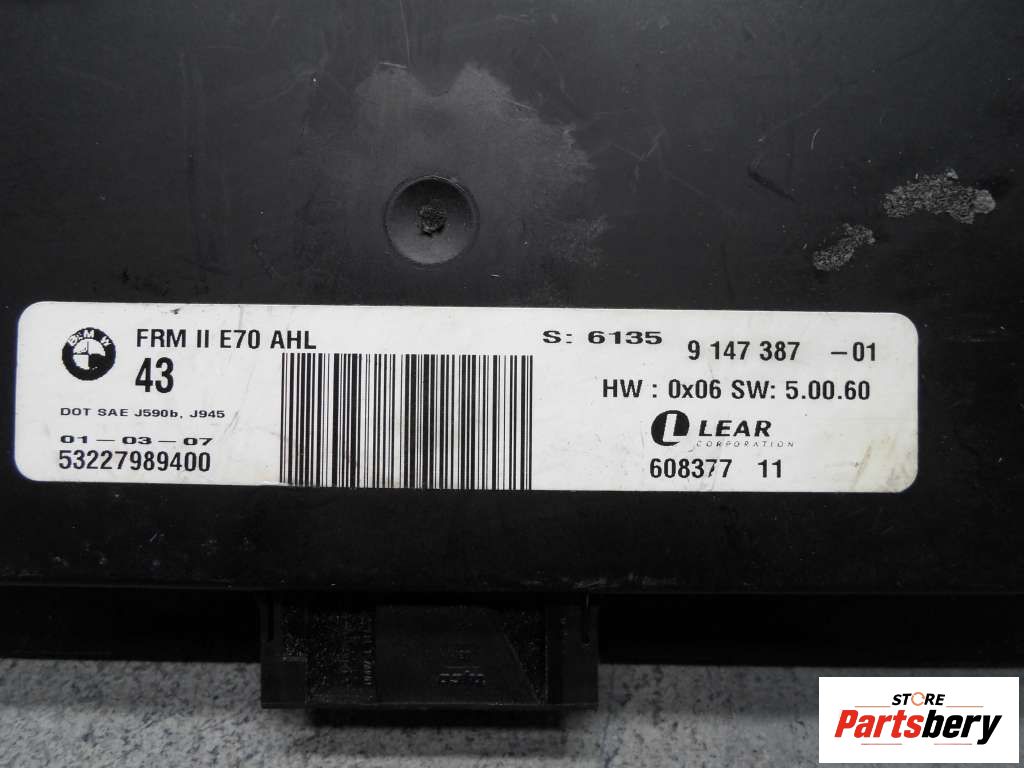 BMW
FRM II E70 AHL
43
DOT SAE J590b, J945
01-03-07
53227989400
S: 6135
9 147 387 -01
HW : 0x06 SW: 5.00.60
LEAR
CORPORATION
608377 11
STORE
Partsbery